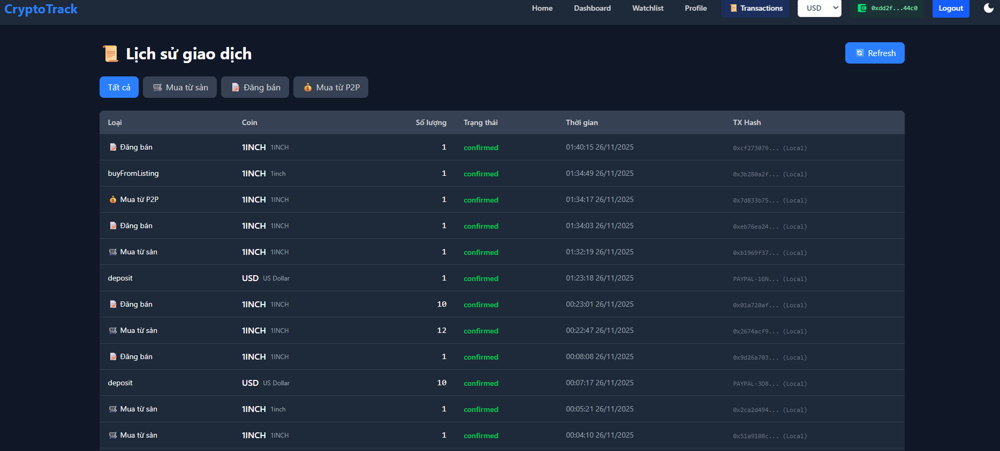 CryptoTrack Home Dashboard Watchlist Profile Transactions USD 0xdd2f...44c0 Logout
Lịch sử giao dịch
Refresh
Tất cả Mua từ sàn Đăng bán Mua từ P2P
Loại Coin Số lượng Trạng thái Thời gian TX Hash
Đăng bán 1INCH 1INCH 1 confirmed 01:40:15 26/11/2025 0xcf273079... (Local)
buyFromListing 1INCH 1inch 1 confirmed 01:34:49 26/11/2025 0x3b280a2f... (Local)
Mua từ P2P 1INCH 1INCH 1 confirmed 01:34:17 26/11/2025 0x7d833b75... (Local)
Đăng bán 1INCH 1INCH 1 confirmed 01:34:03 26/11/2025 0xeb76ea24... (Local)
Mua từ sàn 1INCH 1INCH 1 confirmed 01:32:19 26/11/2025 0xb1969f37... (Local)
deposit USD US Dollar 1 confirmed 01:23:18 26/11/2025 PAYPAL-1GN... (Local)
Đăng bán 1INCH 1INCH 10 confirmed 00:23:01 26/11/2025 0x01a720af... (Local)
Mua từ sàn 1INCH 1INCH 12 confirmed 00:22:47 26/11/2025 0x2674acf9... (Local)
Đăng bán 1INCH 1INCH 1 confirmed 00:08:08 26/11/2025 0x9d26a703... (Local)
deposit USD US Dollar 10 confirmed 00:07:17 26/11/2025 PAYPAL-3D8... (Local)
Mua từ sàn 1INCH 1inch 1 confirmed 00:05:21 26/11/2025 0x2ca2d494... (Local)
Mua từ sàn 1INCH 1INCH 1 confirmed 00:04:10 26/11/2025 0x51a9108c... (Local)